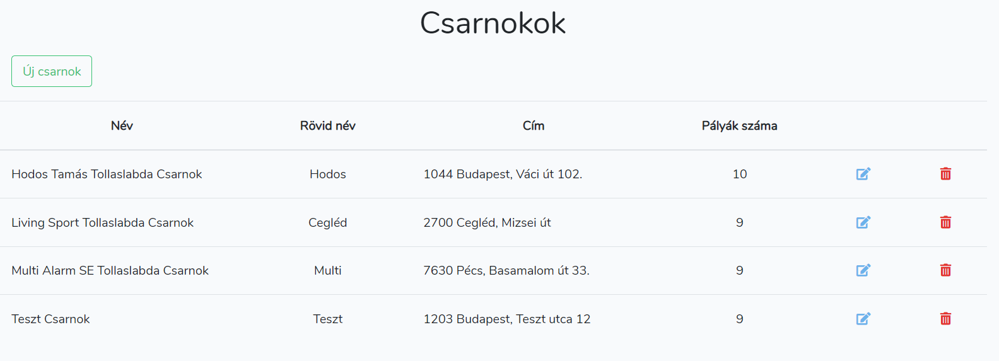 Csarnokok
Új csarnok
Név Rövid név Cím Pályák száma
Hodos Tamás Tollaslabda Csarnok Hodos 1044 Budapest, Váci út 102. 10
Living Sport Tollaslabda Csarnok Cegléd 2700 Cegléd, Mizsei út 9
Multi Alarm SE Tollaslabda Csarnok Multi 7630 Pécs, Basamalom út 33. 9
Teszt Csarnok Teszt 1203 Budapest, Teszt utca 12 9